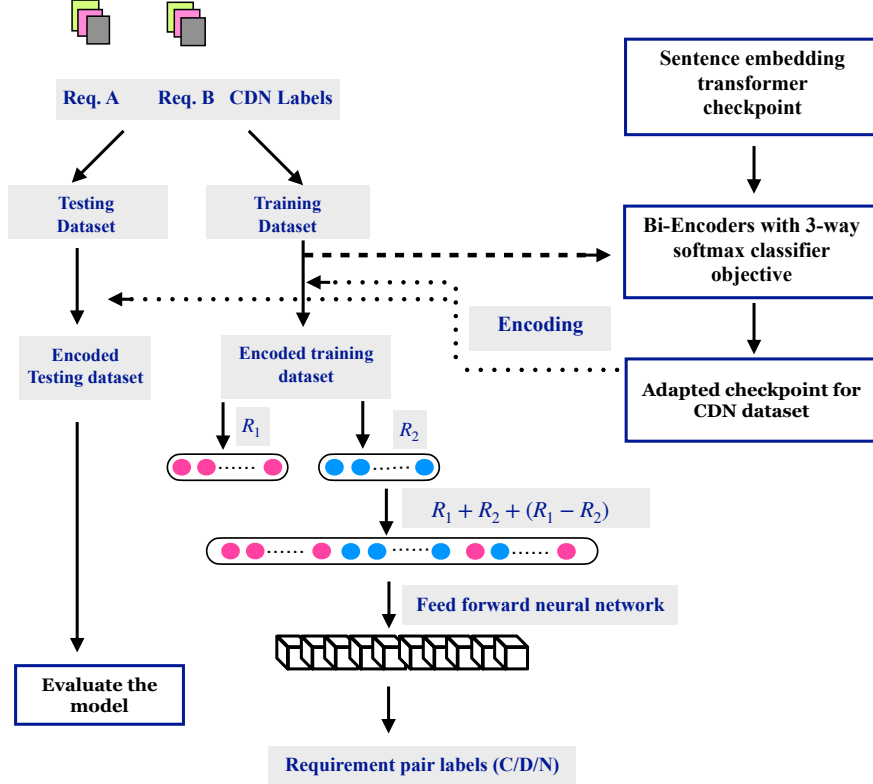 Req. A
Req. B
CDN Labels
Sentence embedding
transformer
checkpoint
Testing
Dataset
Training
Dataset
Bi-Encoders with 3-way
softmax classifier
objective
Encoding
Encoded
Testing dataset
Encoded training
dataset
Adapted checkpoint for
CDN dataset
R₁
R₂
R₁ + R₂ + (R₁ − R₂)
Feed forward neural network
Evaluate the
model
Requirement pair labels (C/D/N)